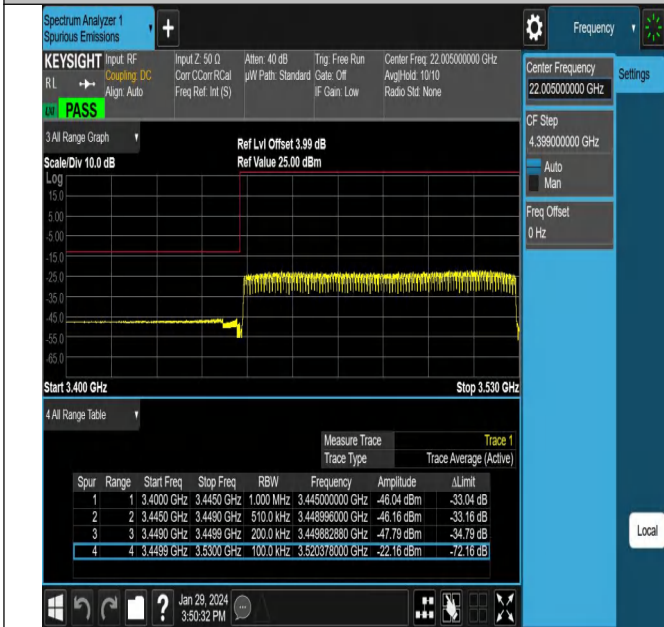 Spectrum Analyzer 1
Spurious Emissions
Frequency
KEYSIGHT
RL
PASS
Input: RF
Coupling: DC
Align: Auto
Input Z: 50 Ω
Corr CCorr RCal
Freq Ref: Int (S)
Atten: 40 dB
µW Path: Standard
Trig: Free Run
Gate: Off
IF Gain: Low
Center Freq: 22.005000000 GHz
Avg|Hold: 10/10
Radio Std: None
Center Frequency
22.005000000 GHz
Settings
CF Step
4.399000000 GHz
Auto
Man
Freq Offset
0 Hz
Local
3 All Range Graph
Scale/Div 10.0 dB
Ref Lvl Offset 3.99 dB
Ref Value 25.00 dBm
Log
15.0
5.00
-5.00
-15.0
-25.0
-35.0
-45.0
-55.0
-65.0
Start 3.400 GHz
Stop 3.530 GHz
4 All Range Table
Measure Trace Trace 1
Trace Type Trace Average (Active)
Spur Range Start Freq Stop Freq RBW Frequency Amplitude ΔLimit
1 1 3.4000 GHz 3.4450 GHz 1.000 MHz 3.445000000 GHz -46.04 dBm -33.04 dB
2 2 3.4450 GHz 3.4490 GHz 510.0 kHz 3.448996000 GHz -46.16 dBm -33.16 dB
3 3 3.4490 GHz 3.4499 GHz 200.0 kHz 3.449882880 GHz -47.79 dBm -34.79 dB
4 4 3.4499 GHz 3.5300 GHz 100.0 kHz 3.520378000 GHz -22.16 dBm -72.16 dB
Jan 29, 2024
3:50:32 PM